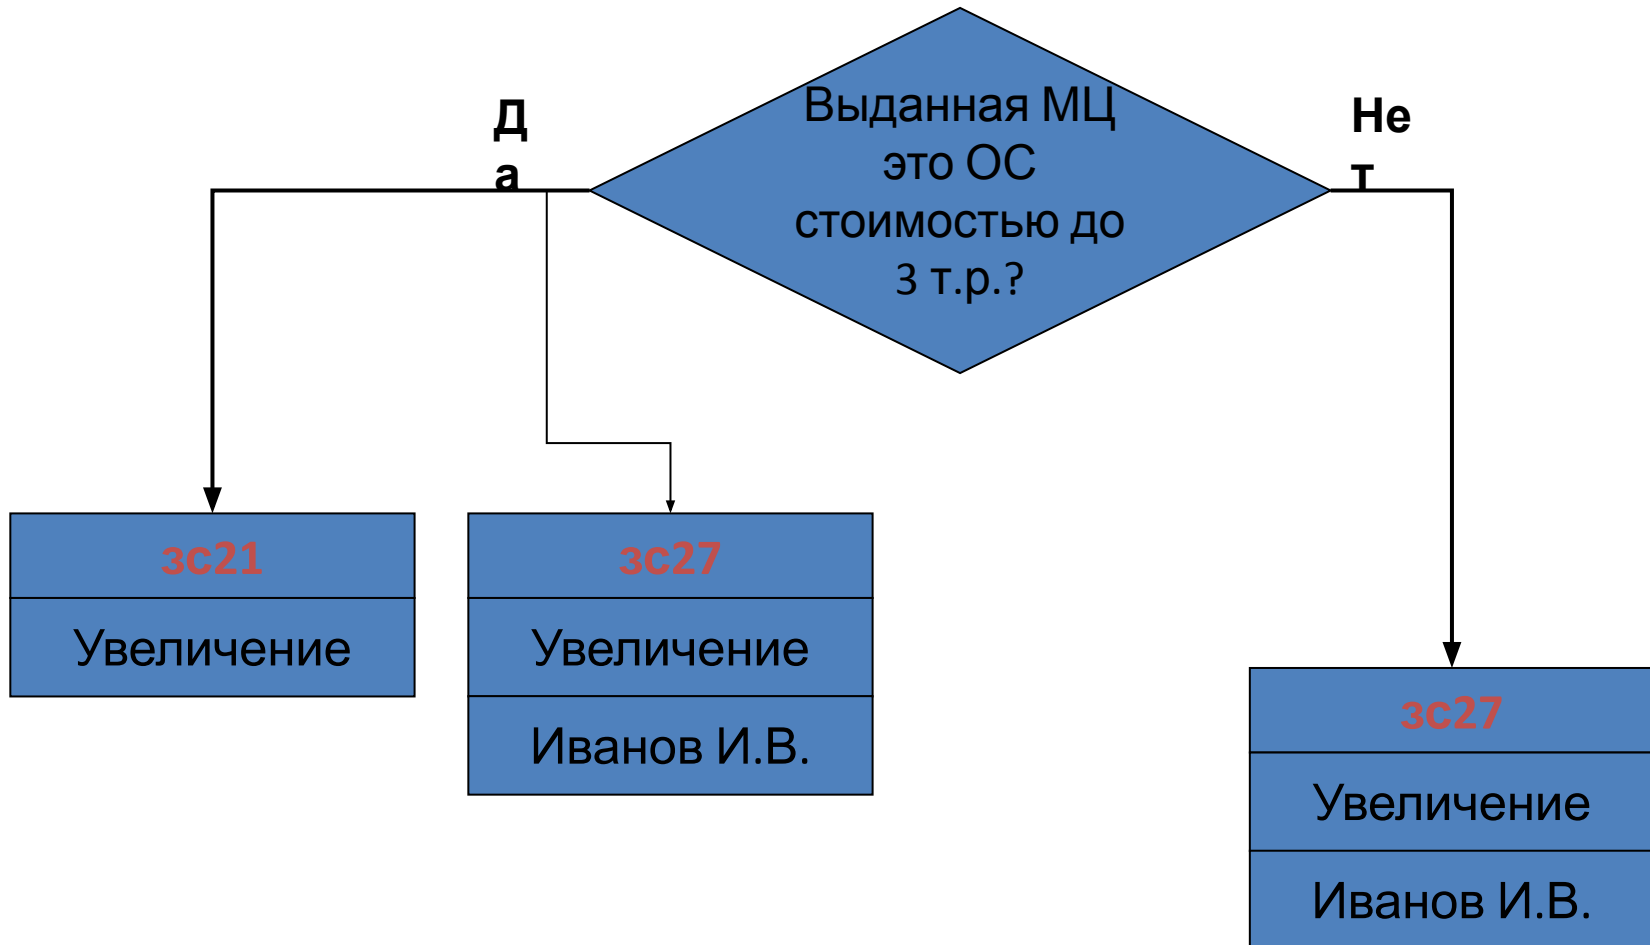 Выданная МЦ
это ОС
стоимостью до
3 т.р.?
Д
а
Не
т
зс21
Увеличение
зс27
Увеличение
Иванов И.В.
зс27
Увеличение
Иванов И.В.